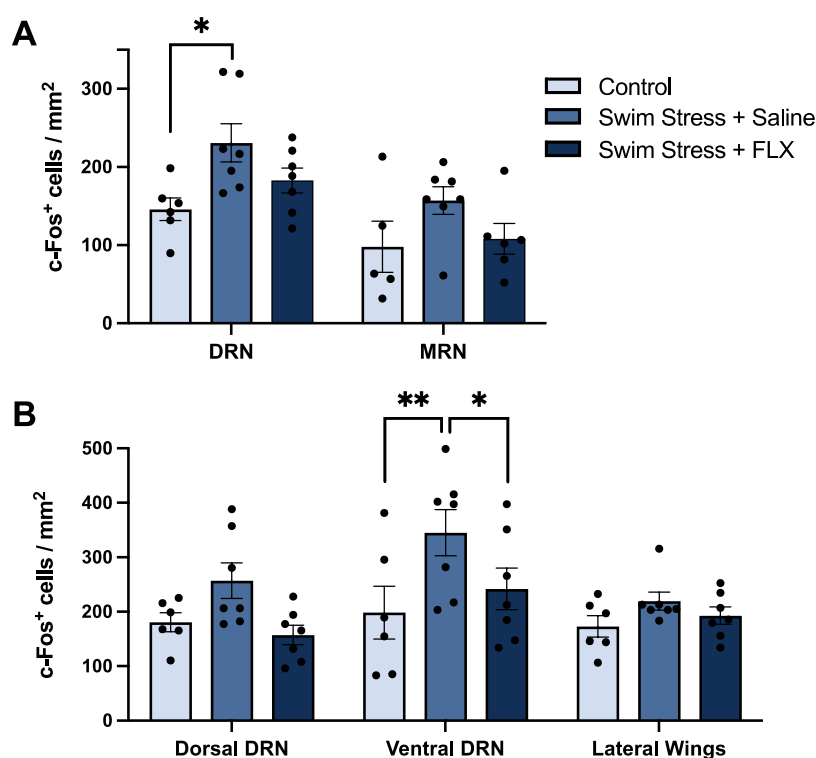 A
*
c-Fos⁺ cells / mm²
300
200
100
0
DRN
MRN
Control
Swim Stress + Saline
Swim Stress + FLX
B
**
*
c-Fos⁺ cells / mm²
500
400
300
200
100
0
Dorsal DRN
Ventral DRN
Lateral Wings